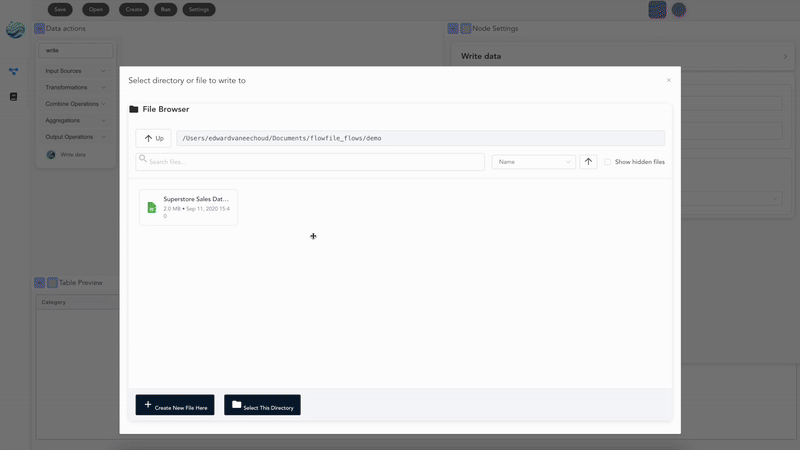 Save
Open
Create
Run
Settings
Data actions
Node Settings
write
Write data
Input Sources
Transformations
Combine Operations
Aggregations
Output Operations
Write data
Table Preview
Category
Select directory or file to write to
×
File Browser
Up
/Users/edwardvaneechoud/Documents/flowfile_flows/demo
Search files...
Name
Show hidden files
Superstore Sales Dat...
2.0 MB • Sep 11, 2020 15:4
0
Create New File Here
Select This Directory